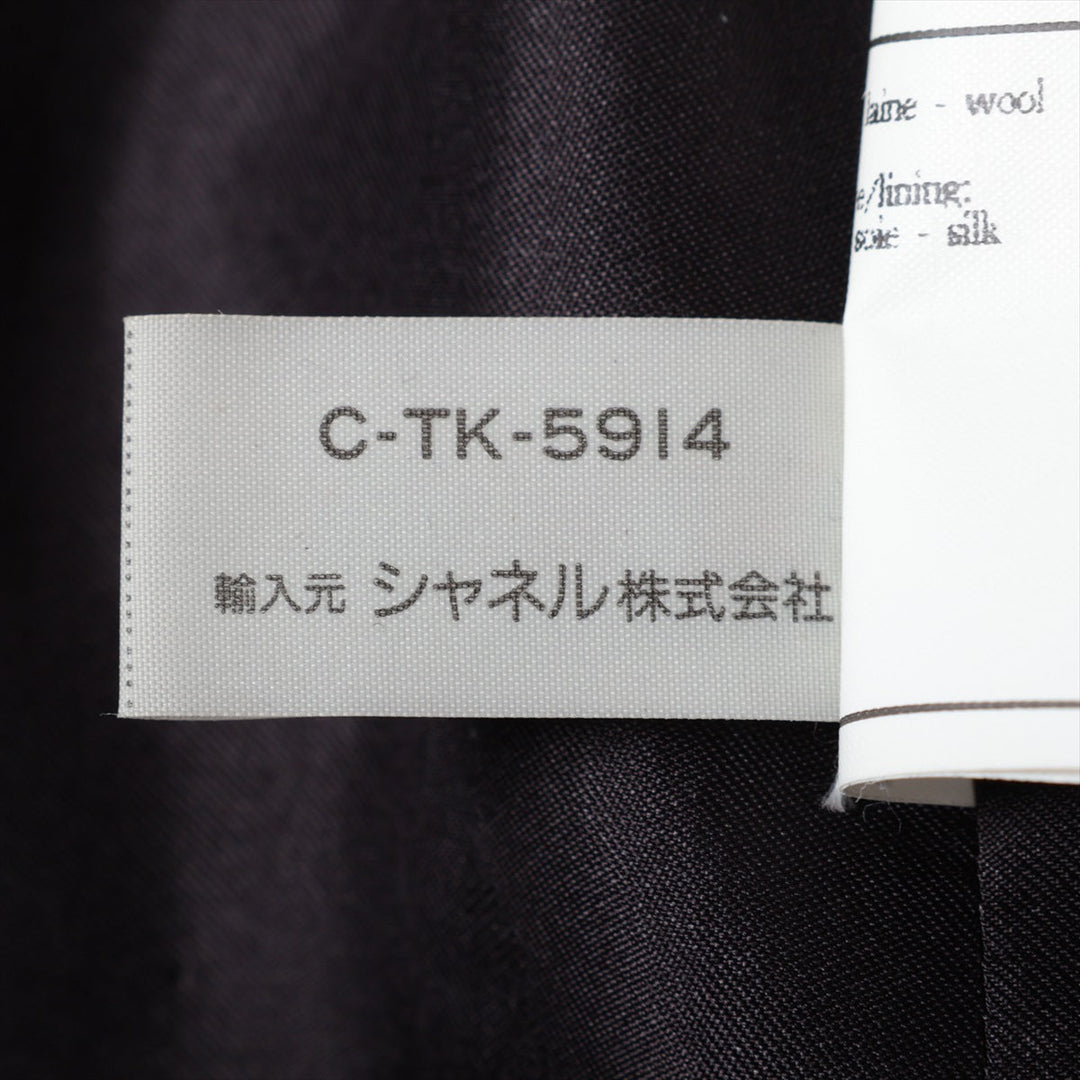 laine - wool
e/lining:
soie - silk
C-TK-5914
輸入元 シャネル株式会社